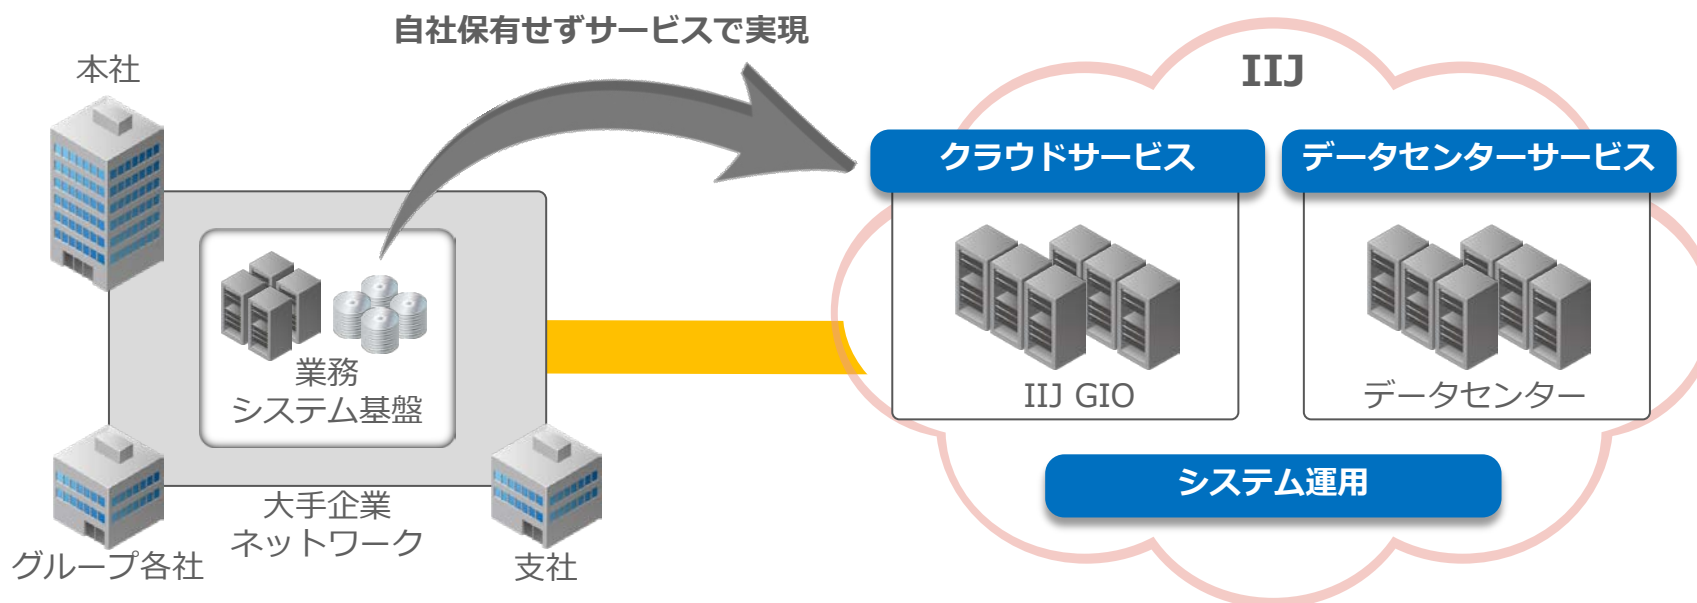 自社保有せずサービスで実現
本社
IIJ
クラウドサービス
データセンターサービス
業務
システム基盤
IIJ GIO
データセンター
システム運用
大手企業
ネットワーク
グループ各社
支社